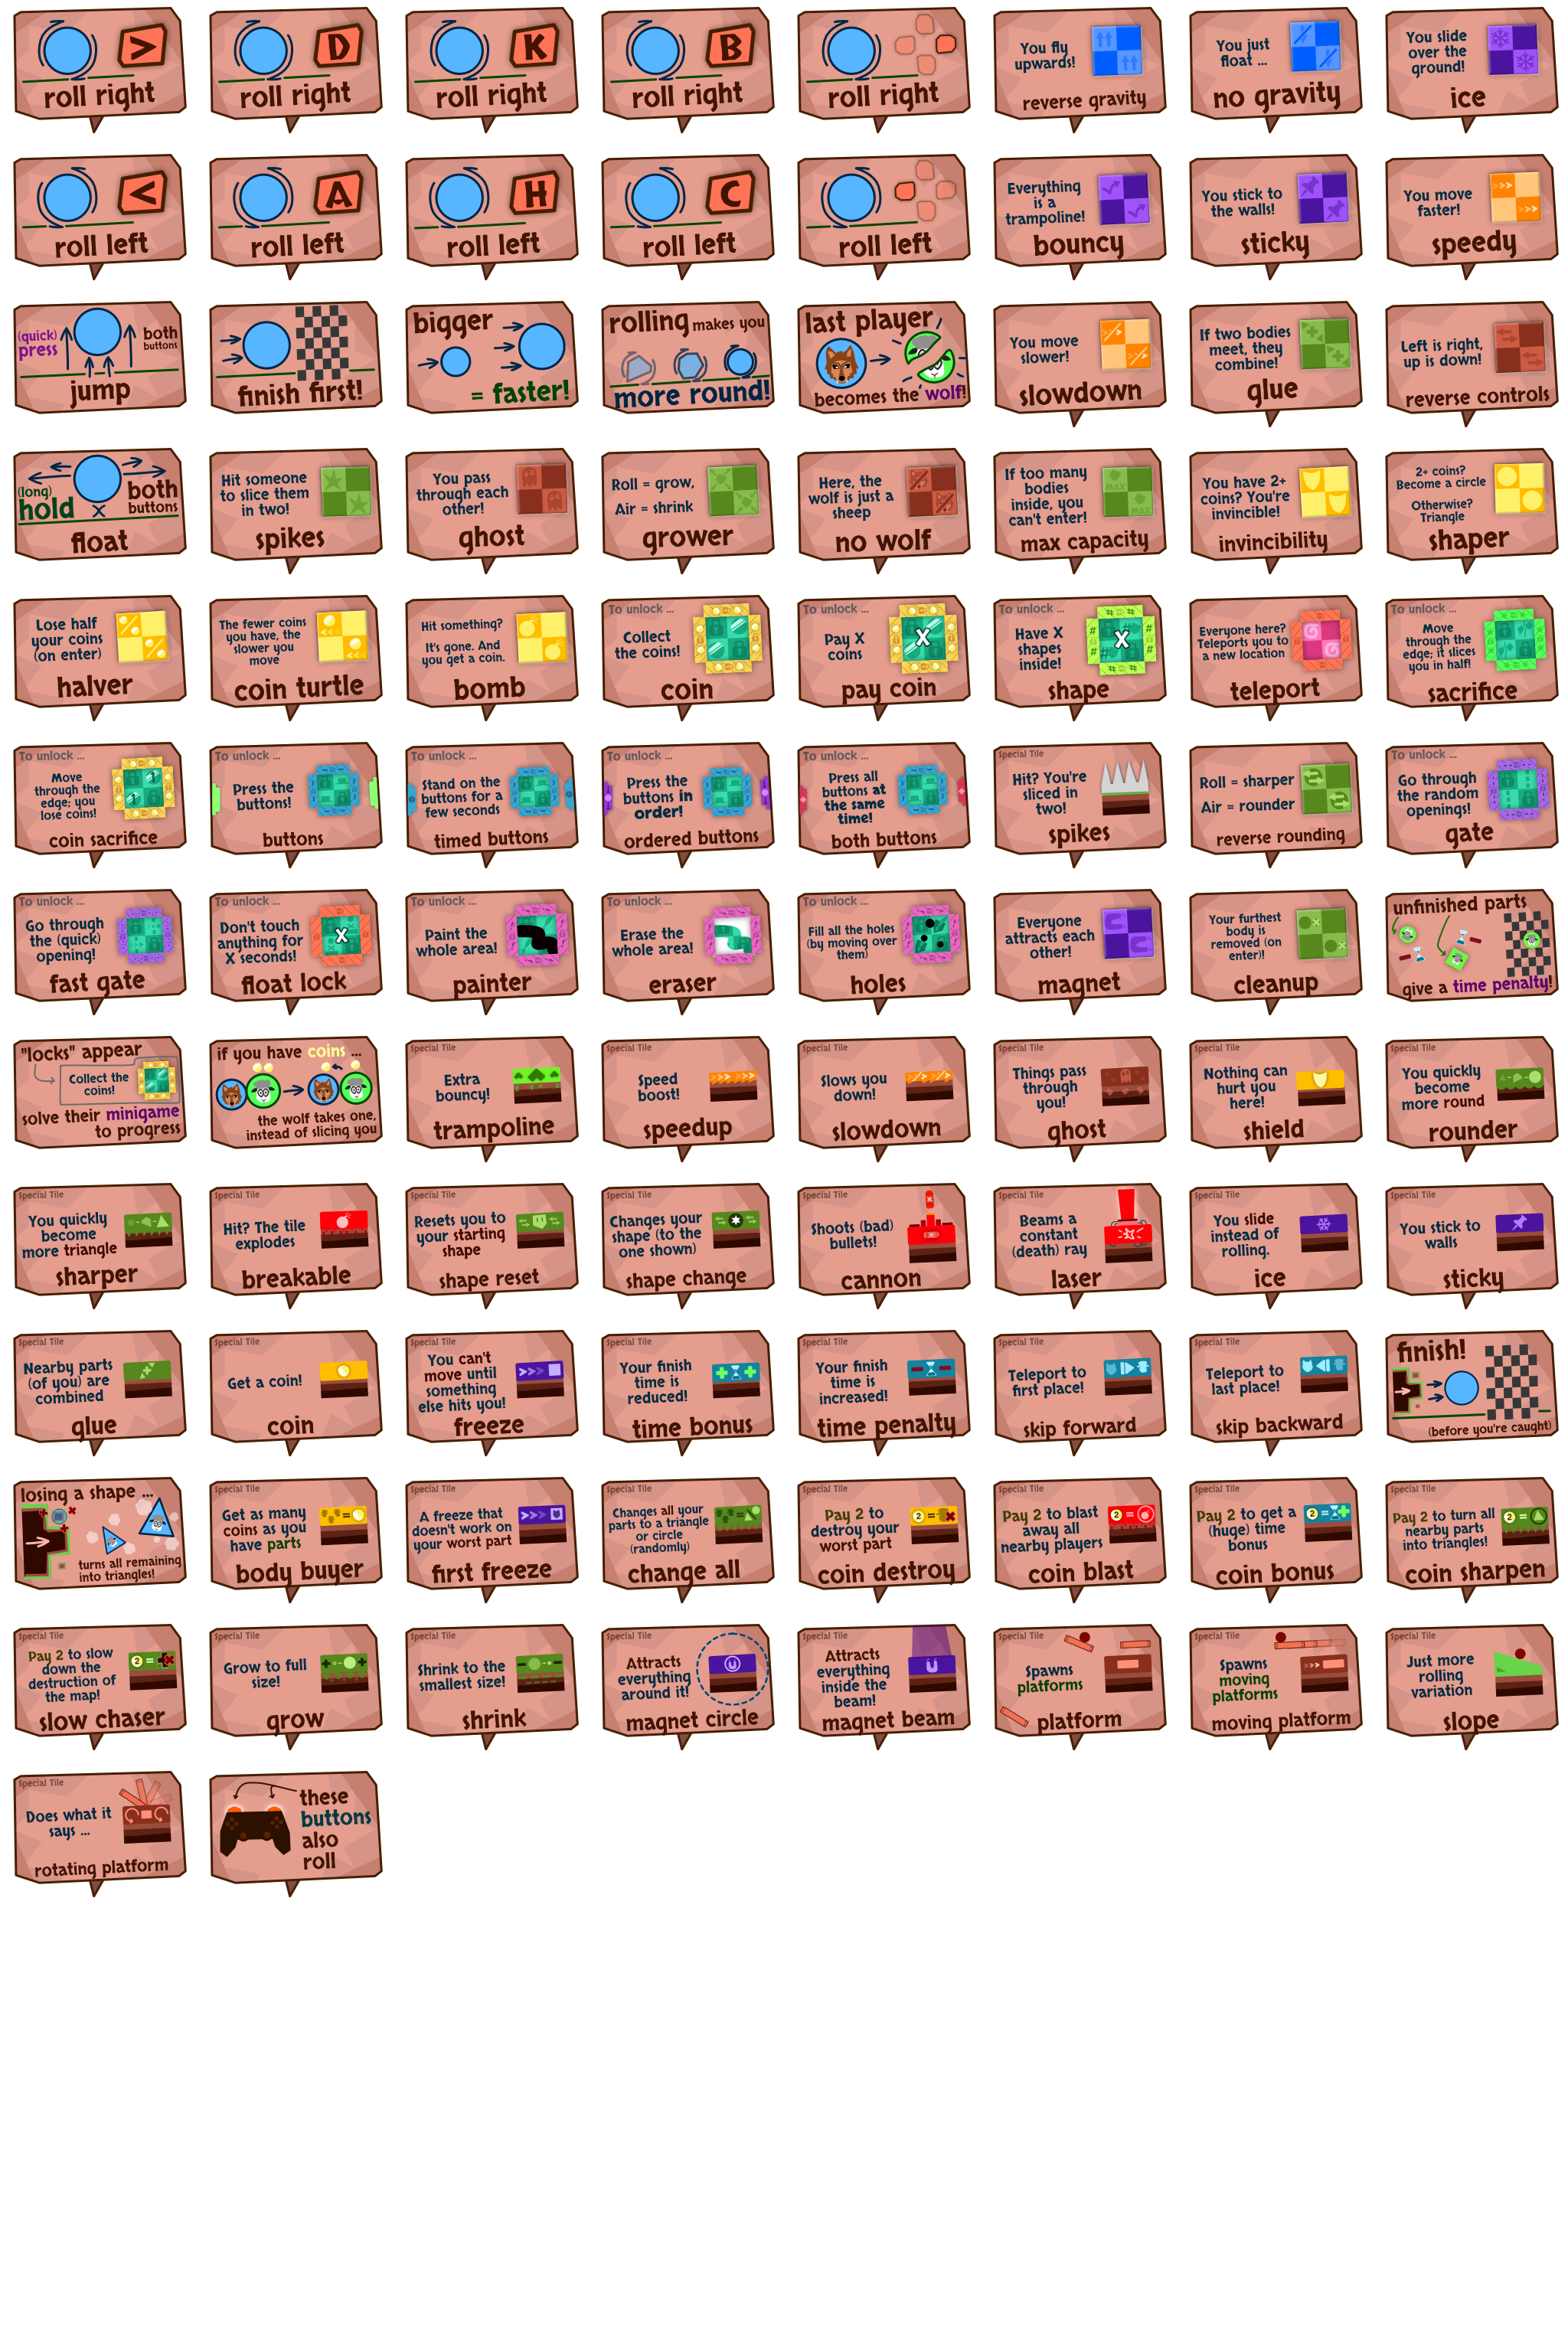 >
roll right
D
roll right
K
roll right
B
roll right
roll right
You fly
upwards!
reverse gravity
You just
float ...
no gravity
You slide
over the
ground!
ice
<
roll left
A
roll left
H
roll left
C
roll left
roll left
Everything
is a
trampoline!
bouncy
You stick to
the walls!
sticky
You move
faster!
speedy
(quick)
press
both
buttons
jump
finish first!
bigger
= faster!
rolling makes you
more round!
last player
becomes the wolf!
You move
slower!
slowdown
If two bodies
meet, they
combine!
glue
Left is right,
up is down!
reverse controls
(long)
hold
both
buttons
float
Hit someone
to slice them
in two!
spikes
You pass
through each
other!
ghost
Roll = grow,
Air = shrink
grower
Here, the
wolf is just a
sheep
no wolf
If too many
bodies
inside, you
can't enter!
MAX
MAX
max capacity
You have 2+
coins? You're
invincible!
invincibility
2+ coins?
Become a circle
Otherwise?
Triangle
shaper
Lose half
your coins
(on enter)
halver
The fewer coins
you have, the
slower you
move
coin turtle
Hit something?
It's gone. And
you get a coin.
bomb
To unlock ...
Collect
the coins!
coin
To unlock ...
Pay X
coins
X
pay coin
To unlock ...
Have X
shapes
inside!
X
shape
To unlock ...
Everyone here?
Teleports you to
a new location
teleport
To unlock ...
Move
through the
edge; it slices
you in half!
sacrifice
To unlock ...
Move
through the
edge; you
lose coins!
coin sacrifice
To unlock ...
Press the
buttons!
buttons
To unlock ...
Stand on the
buttons for a
few seconds
timed buttons
To unlock ...
Press the
buttons in
order!
ordered buttons
To unlock ...
Press all
buttons at
the same
time!
both buttons
Special Tile
Hit? You're
sliced in
two!
spikes
Roll = sharper
Air = rounder
reverse rounding
To unlock ...
Go through
the random
openings!
gate
To unlock ...
Go through
the (quick)
opening!
fast gate
To unlock ...
Don't touch
anything for
X seconds!
X
float lock
To unlock ...
Paint the
whole area!
painter
To unlock ...
Erase the
whole area!
eraser
To unlock ...
Fill all the holes
(by moving over
them)
holes
Everyone
attracts each
other!
magnet
Your furthest
body is
removed (on
enter)!
cleanup
unfinished parts
give a time penalty!
"locks" appear
Collect the
coins!
solve their minigame
to progress
if you have coins ...
the wolf takes one,
instead of slicing you
Special Tile
Extra
bouncy!
trampoline
Special Tile
Speed
boost!
speedup
Special Tile
Slows you
down!
slowdown
Special Tile
Things pass
through
you!
ghost
Special Tile
Nothing can
hurt you
here!
shield
Special Tile
You quickly
become
more round
rounder
Special Tile
You quickly
become
more triangle
sharper
Special Tile
Hit? The tile
explodes
breakable
Special Tile
Resets you to
your starting
shape
shape reset
Special Tile
Changes your
shape (to the
one shown)
shape change
Special Tile
Shoots (bad)
bullets!
cannon
Special Tile
Beams a
constant
(death) ray
laser
Special Tile
You slide
instead of
rolling.
ice
Special Tile
You stick to
walls
sticky
Special Tile
Nearby parts
(of you) are
combined
glue
Special Tile
Get a coin!
coin
Special Tile
You can't
move until
something
else hits you!
freeze
Special Tile
Your finish
time is
reduced!
time bonus
Special Tile
Your finish
time is
increased!
time penalty
Special Tile
Teleport to
first place!
skip forward
Special Tile
Teleport to
last place!
skip backward
finish!
(before you're caught)
losing a shape ...
turns all remaining
into triangles!
Special Tile
Get as many
coins as you
have parts
body buyer
Special Tile
A freeze that
doesn't work on
your worst part
first freeze
Special Tile
Changes all your
parts to a triangle
or circle
(randomly)
change all
Special Tile
Pay 2 to
destroy your
worst part
2 =
coin destroy
Special Tile
Pay 2 to blast
away all
nearby players
2 =
coin blast
Special Tile
Pay 2 to get a
(huge) time
bonus
2 =
coin bonus
Special Tile
Pay 2 to turn all
nearby parts
into triangles!
2 =
coin sharpen
Special Tile
Pay 2 to slow
down the
destruction of
the map!
2 =
slow chaser
Special Tile
Grow to full
size!
grow
Special Tile
Shrink to the
smallest size!
shrink
Special Tile
Attracts
everything
around it!
magnet circle
Special Tile
Attracts
everything
inside the
beam!
magnet beam
Special Tile
Spawns
platforms
platform
Special Tile
Spawns
moving
platforms
moving platform
Special Tile
Just more
rolling
variation
slope
Special Tile
Does what it
says ...
rotating platform
these
buttons
also
roll